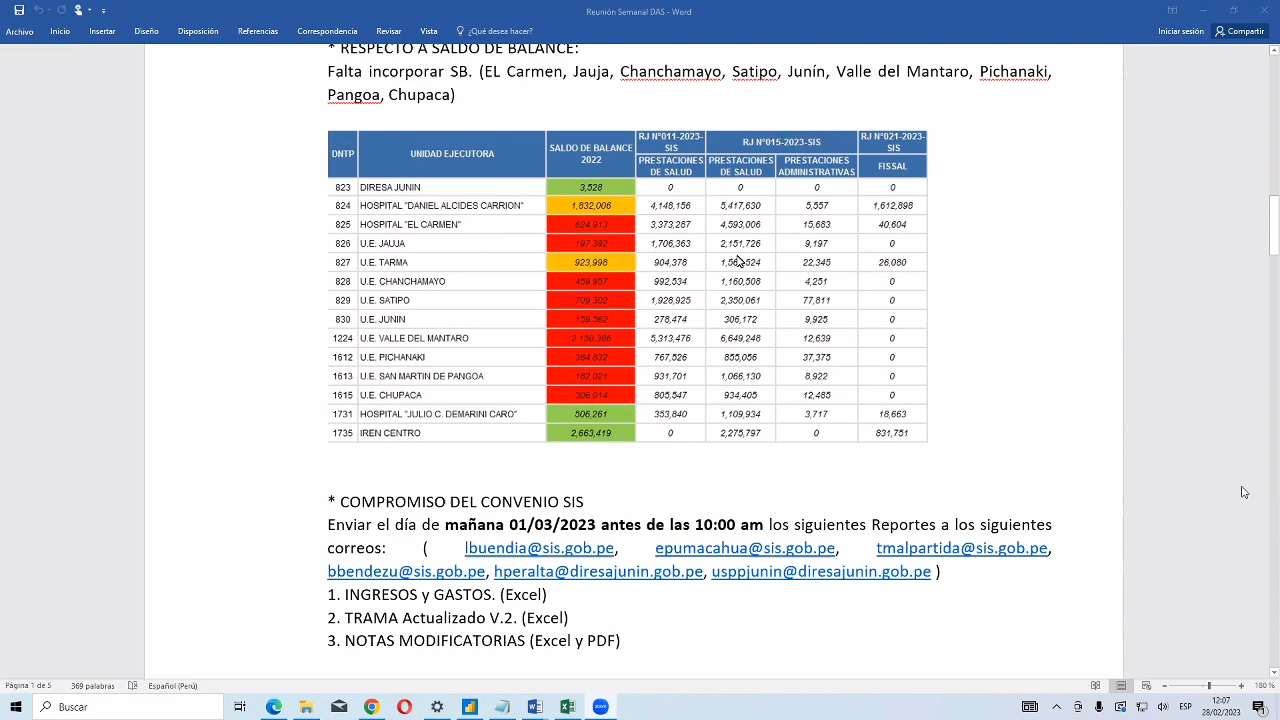 Reunión Semanal DAS - Word
Archivo Inicio Insertar Diseño Disposición Referencias Correspondencia Revisar Vista ¿Qué desea hacer? Iniciar sesión Compartir
* RESPECTO A SALDO DE BALANCE:
Falta incorporar SB. (EL Carmen, Jauja, Chanchamayo, Satipo, Junín, Valle del Mantaro, Pichanaki,
Pangoa, Chupaca)
DNTP UNIDAD EJECUTORA SALDO DE BALANCE 2022 RJ N°011-2023-SIS RJ N°015-2023-SIS RJ N°021-2023-SIS
PRESTACIONES DE SALUD PRESTACIONES DE SALUD PRESTACIONES ADMINISTRATIVAS FISSAL
823 DIRESA JUNIN 3,528 0 0 0 0
824 HOSPITAL "DANIEL ALCIDES CARRION" 1,832,006 4,148,156 5,417,630 5,557 1,612,898
825 HOSPITAL "EL CARMEN" 624,913 3,373,287 4,593,006 15,683 40,604
826 U.E. JAUJA 197,392 1,706,363 2,151,726 9,197 0
827 U.E. TARMA 923,998 904,378 22,345 26,080
828 U.E. CHANCHAMAYO 459,957 992,534 1,160,508 4,251 0
829 U.E. SATIPO 709,302 1,928,925 2,350,061 77,811 0
830 U.E. JUNIN 159,562 278,474 306,172 9,925 0
1224 U.E. VALLE DEL MANTARO 2,150,386 5,313,476 6,649,248 12,639 0
1612 U.E. PICHANAKI 364,832 767,526 855,056 37,375 0
1613 U.E. SAN MARTIN DE PANGOA 182,021 931,701 1,066,130 8,922 0
1615 U.E. CHUPACA 306,014 805,547 934,405 12,485 0
1731 HOSPITAL "JULIO C. DEMARINI CARO" 506,261 353,840 1,109,934 3,717 18,663
1735 IREN CENTRO 2,663,419 0 2,275,797 0 831,751
* COMPROMISO DEL CONVENIO SIS
Enviar el día de mañana 01/03/2023 antes de las 10:00 am los siguientes Reportes a los siguientes
correos: ( lbuendia@sis.gob.pe, epumacahua@sis.gob.pe, tmalpartida@sis.gob.pe,
bbendezu@sis.gob.pe, hperalta@diresajunin.gob.pe, usppjunin@diresajunin.gob.pe )
1. INGRESOS y GASTOS. (Excel)
2. TRAMA Actualizado V.2. (Excel)
3. NOTAS MODIFICATORIAS (Excel y PDF)
Página 1 de 5 369 palabras Español (Perú) 180 %
Buscar zoom ESP 12:07
28/02/2023